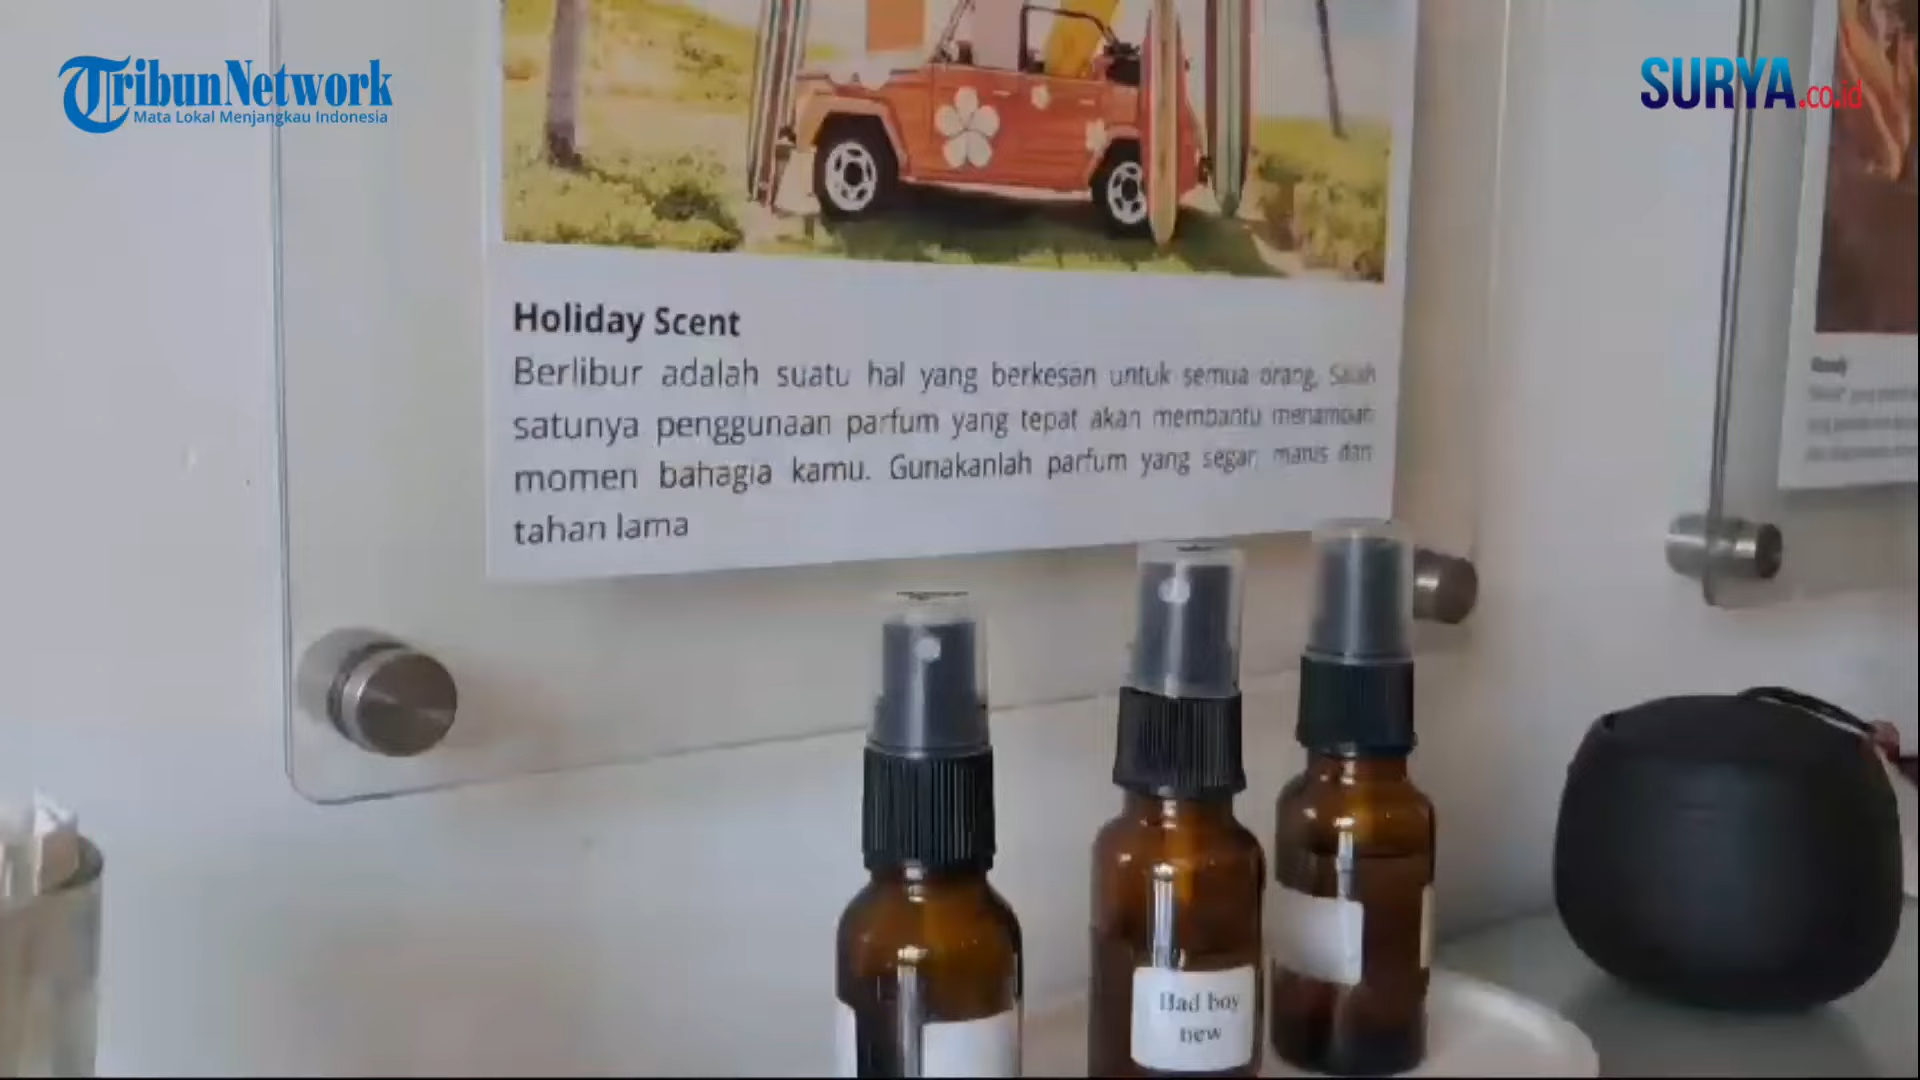 TribunNetwork
Mata Lokal Menjangkau Indonesia
SURYA.co.id
Holiday Scent
Berlibur adalah suatu hal yang berkesan untuk semua orang, Salah
satunya penggunaan parfum yang tepat akan membantu menambah
momen bahagia kamu. Gunakanlah parfum yang segar, manis dan
tahan lama
Bad boy
new